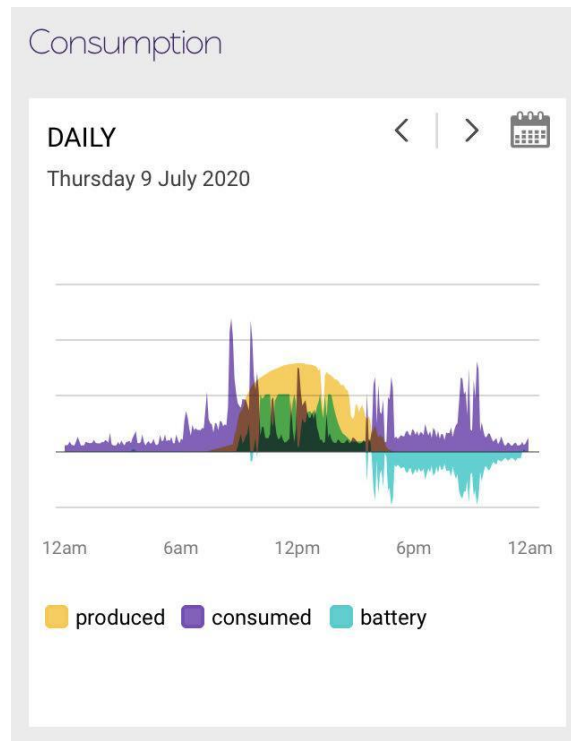 Consumption
DAILY
Thursday 9 July 2020
12am 6am 12pm 6pm 12am
produced consumed battery